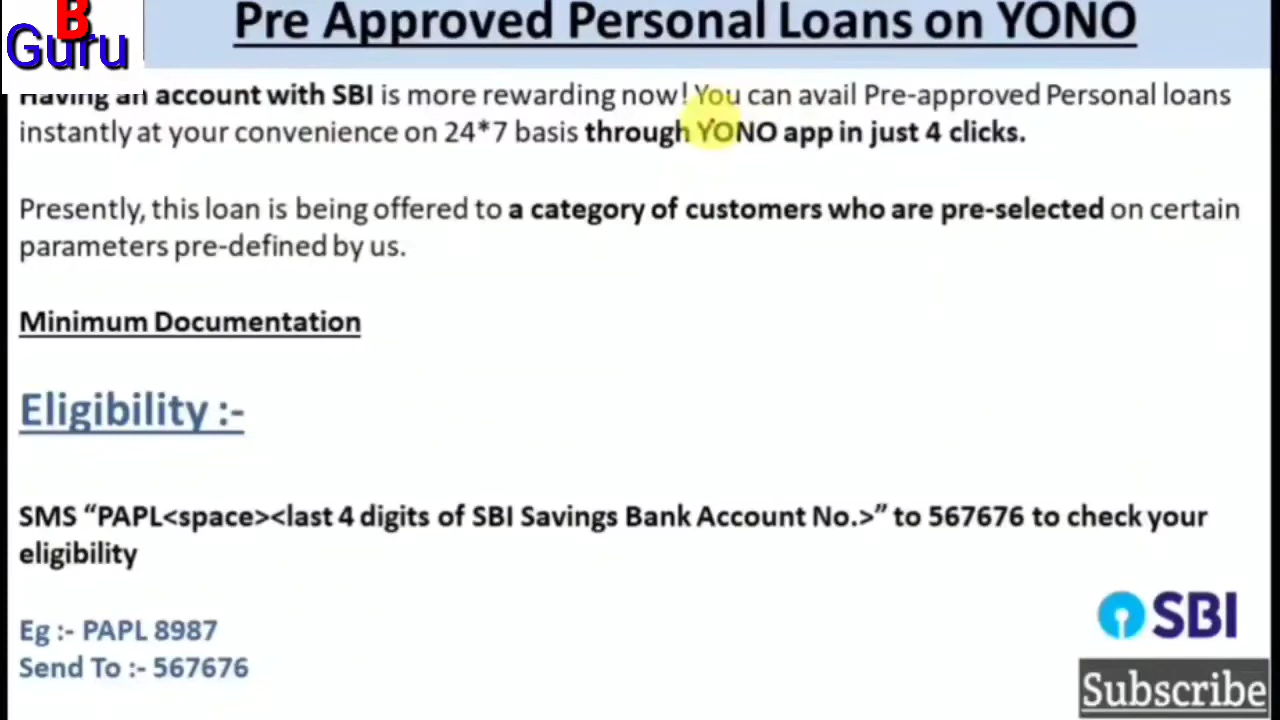 Pre Approved Personal Loans on YONO
B
Guru
Having an account with SBI is more rewarding now! You can avail Pre-approved Personal loans
instantly at your convenience on 24*7 basis through YONO app in just 4 clicks.
Presently, this loan is being offered to a category of customers who are pre-selected on certain
parameters pre-defined by us.
Minimum Documentation
Eligibility :-
SMS “PAPL<space><last 4 digits of SBI Savings Bank Account No.>” to 567676 to check your
eligibility
Eg :- PAPL 8987
Send To :- 567676
SBI
Subscribe